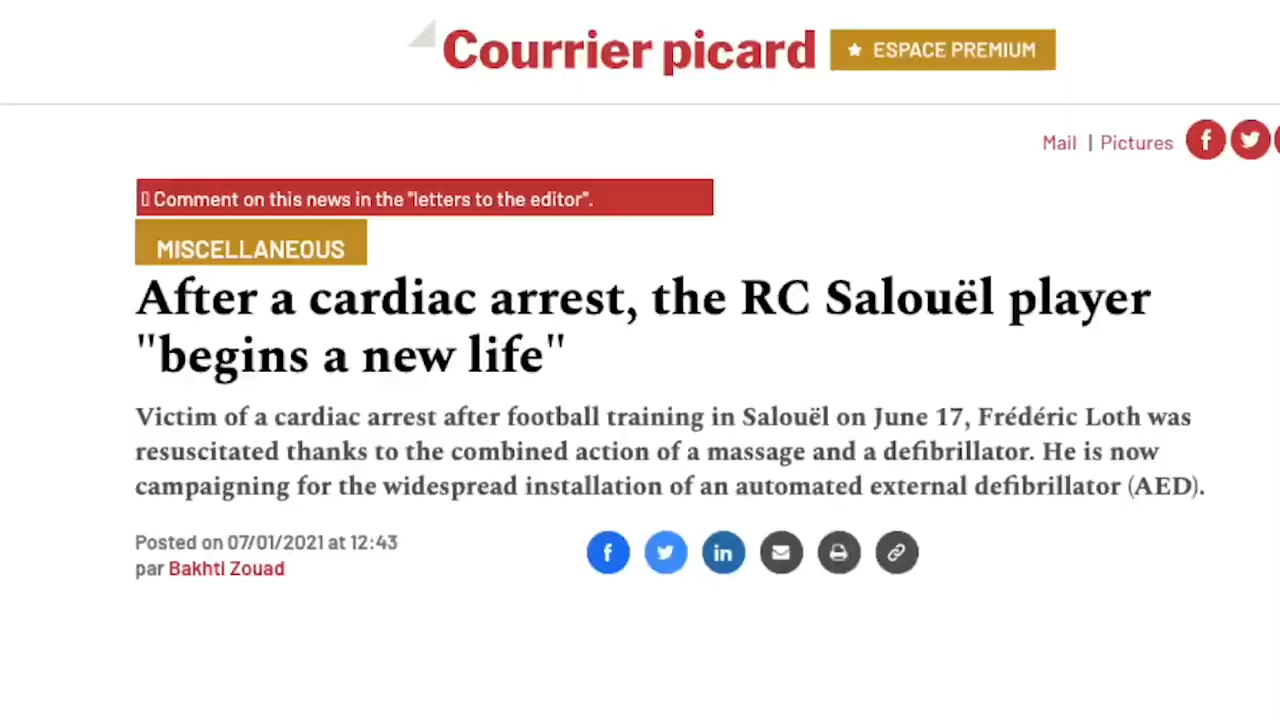 Courrier picard
ESPACE PREMIUM
Mail | Pictures
Comment on this news in the "letters to the editor".
MISCELLANEOUS
After a cardiac arrest, the RC Salouël player
"begins a new life"
Victim of a cardiac arrest after football training in Salouël on June 17, Frédéric Loth was
resuscitated thanks to the combined action of a massage and a defibrillator. He is now
campaigning for the widespread installation of an automated external defibrillator (AED).
Posted on 07/01/2021 at 12:43
par Bakhti Zouad